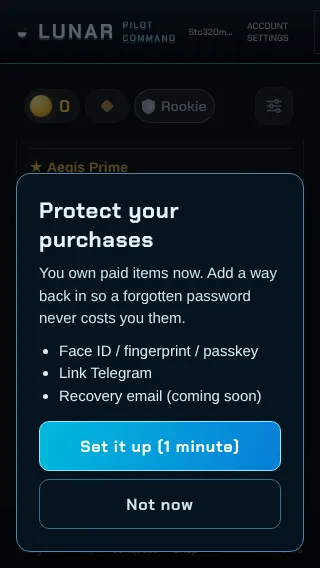 LUNAR
PILOT
COMMAND
Stc320m...
ACCOUNT
SETTINGS
0
Rookie
★ Aegis Prime
Protect your
purchases
You own paid items now. Add a way
back in so a forgotten password
never costs you them.
• Face ID / fingerprint / passkey
• Link Telegram
• Recovery email (coming soon)
Set it up (1 minute)
Not now